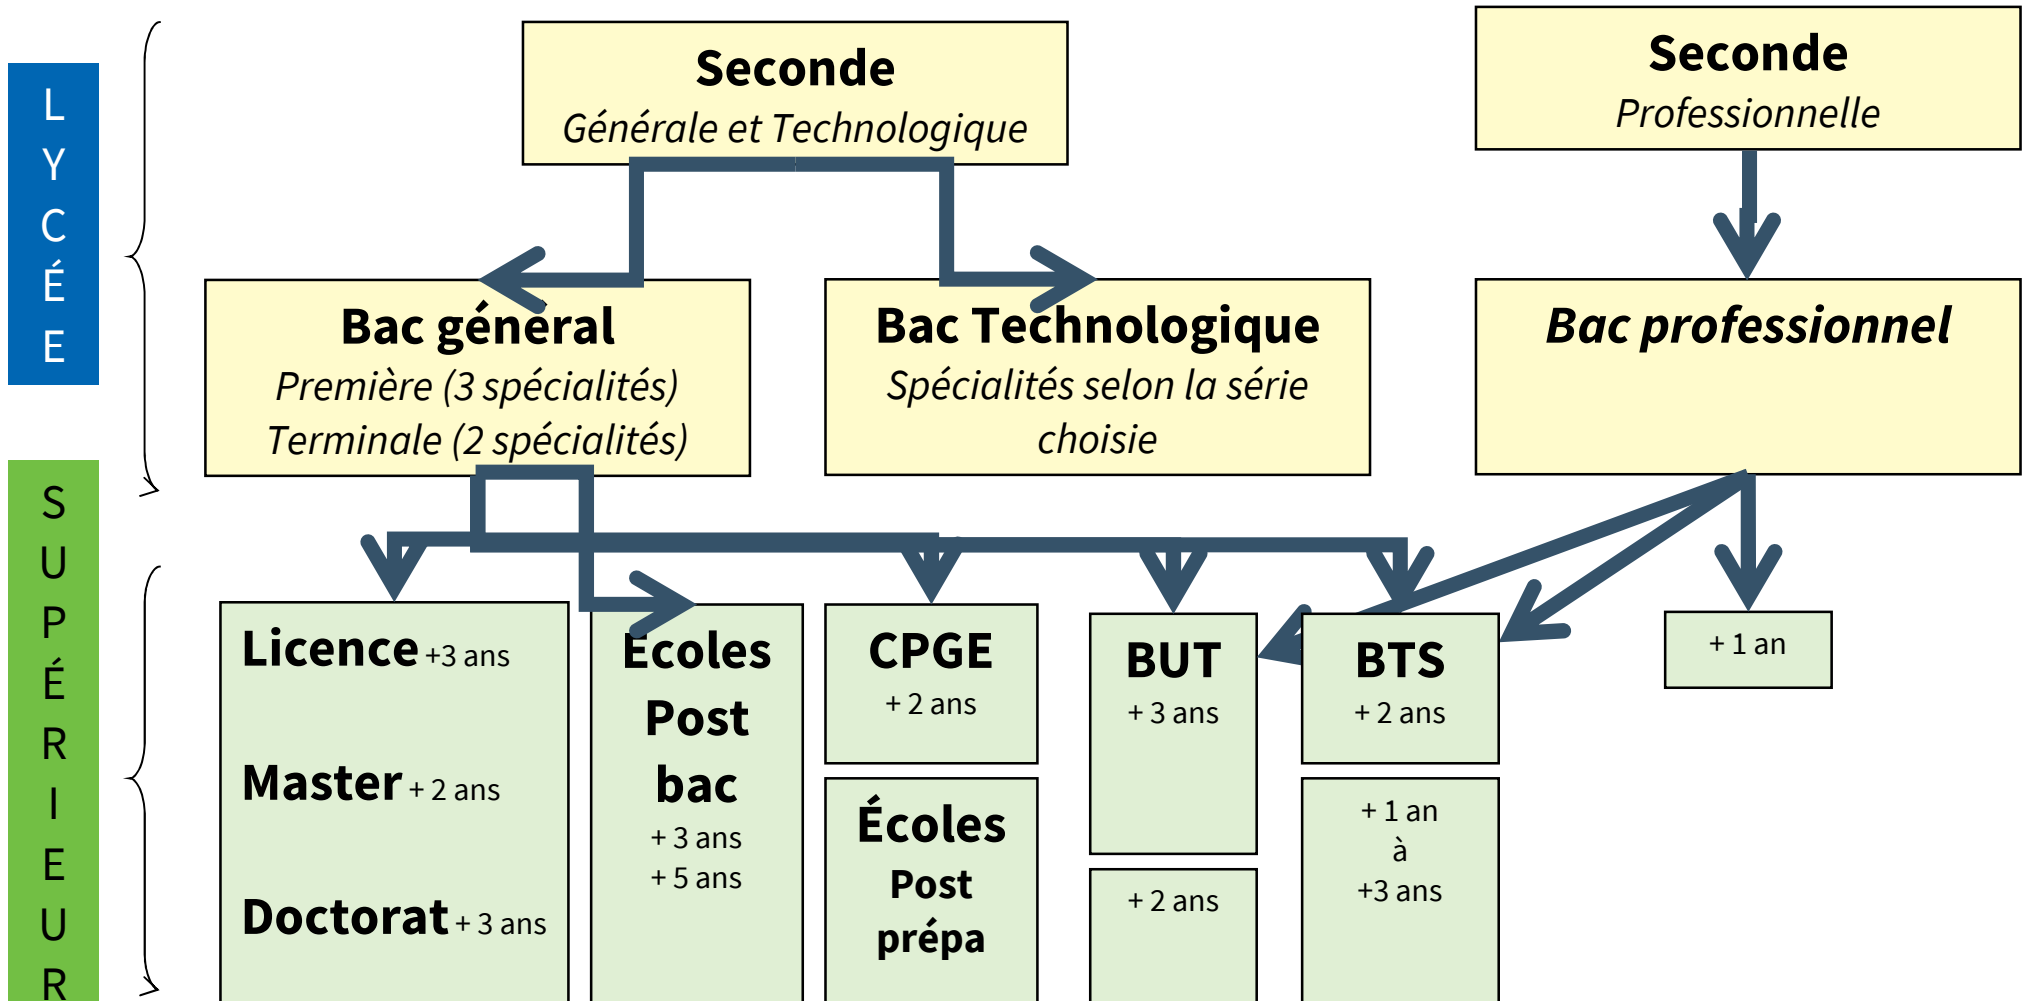 L
Y
C
É
E
Seconde
Générale et Technologique
Seconde
Professionnelle
Bac général
Première (3 spécialités)
Terminale (2 spécialités)
Bac Technologique
Spécialités selon la série
choisie
Bac professionnel
S
U
P
É
R
I
E
U
R
Licence +3 ans
Master + 2 ans
Doctorat + 3 ans
Écoles
Post
bac
+ 3 ans
+ 5 ans
CPGE
+ 2 ans
Écoles
Post
prépa
BUT
+ 3 ans
+ 2 ans
BTS
+ 2 ans
+ 1 an
à
+3 ans
+ 1 an